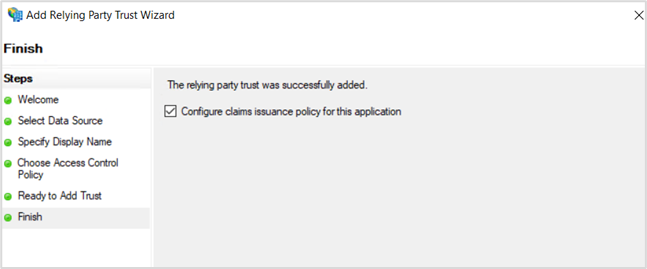 Add Relying Party Trust Wizard
Finish
Steps
Welcome
Select Data Source
Specify Display Name
Choose Access Control
Policy
Ready to Add Trust
Finish
The relying party trust was successfully added.
Configure claims issuance policy for this application